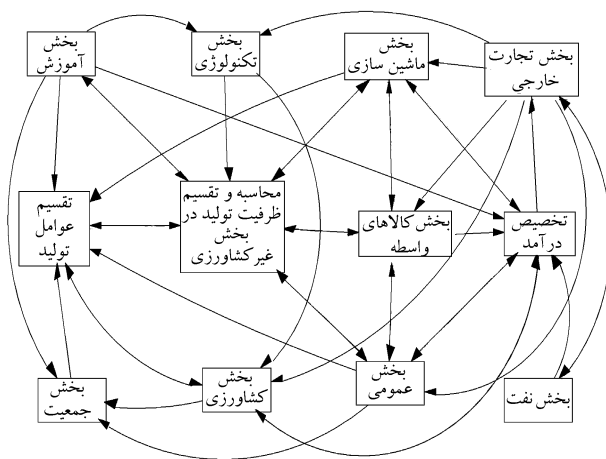 بخش
آموزش
بخش
تکنولوژی
بخش
ماشین سازی
بخش تجارت
خارجی
تقسیم
عوامل
تولید
محاسبه و تقسیم
ظرفیت تولید در
بخش
غیرکشاورزی
بخش کالاهای
واسطه
تخصیص
درآمد
بخش
جمعیت
بخش
کشاورزی
بخش
عمومی
بخش نفت